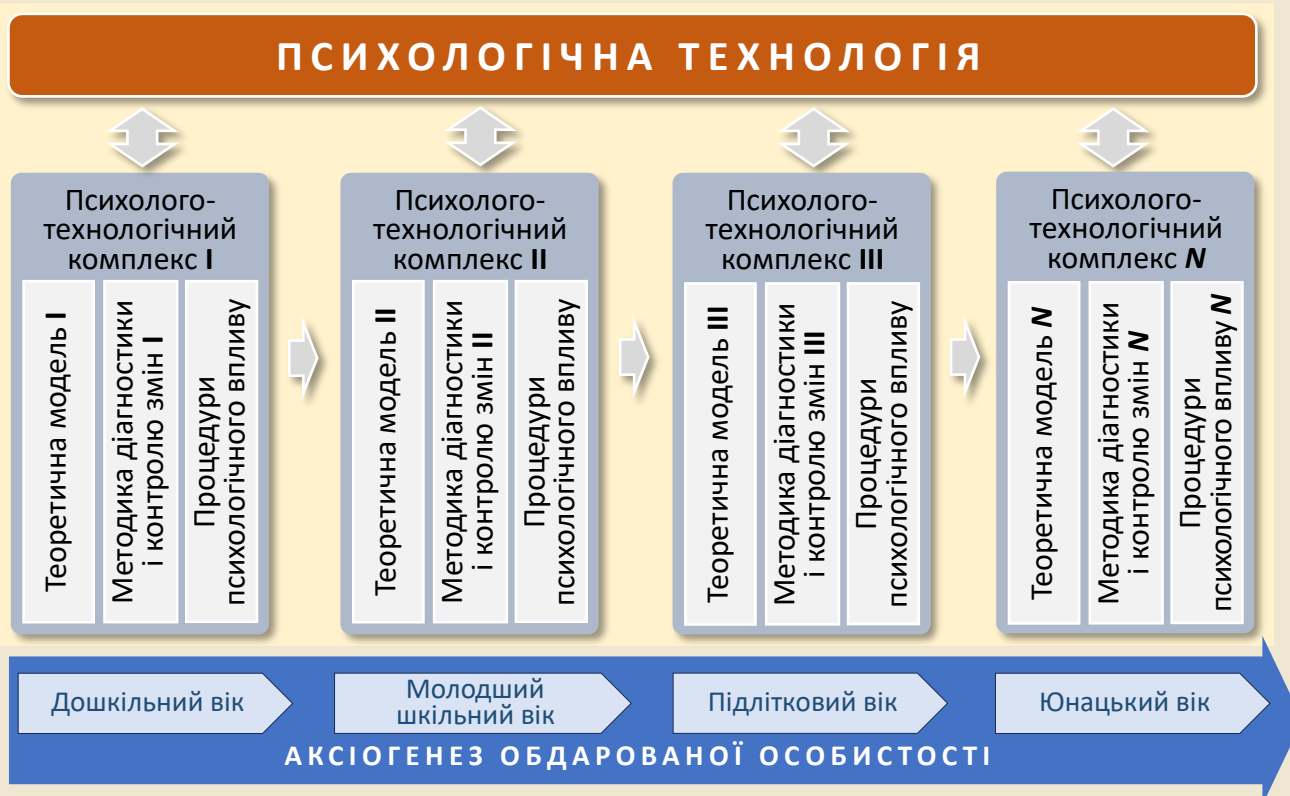 ПСИХОЛОГІЧНА ТЕХНОЛОГІЯ
Психолого-
технологічний
комплекс I
Теоретична модель I
Методика діагностики
і контролю змін I
Процедури
психологічного впливу
Психолого-
технологічний
комплекс II
Теоретична модель II
Методика діагностики
і контролю змін II
Процедури
психологічного впливу
Психолого-
технологічний
комплекс III
Теоретична модель III
Методика діагностики
і контролю змін III
Процедури
психологічного впливу
Психолого-
технологічний
комплекс N
Теоретична модель N
Методика діагностики
і контролю змін N
Процедури
психологічного впливу N
Дошкільний вік
Молодший
шкільний вік
Підлітковий вік
Юнацький вік
АКСІОГЕНЕЗ ОБДАРОВАНОЇ ОСОБИСТОСТІ